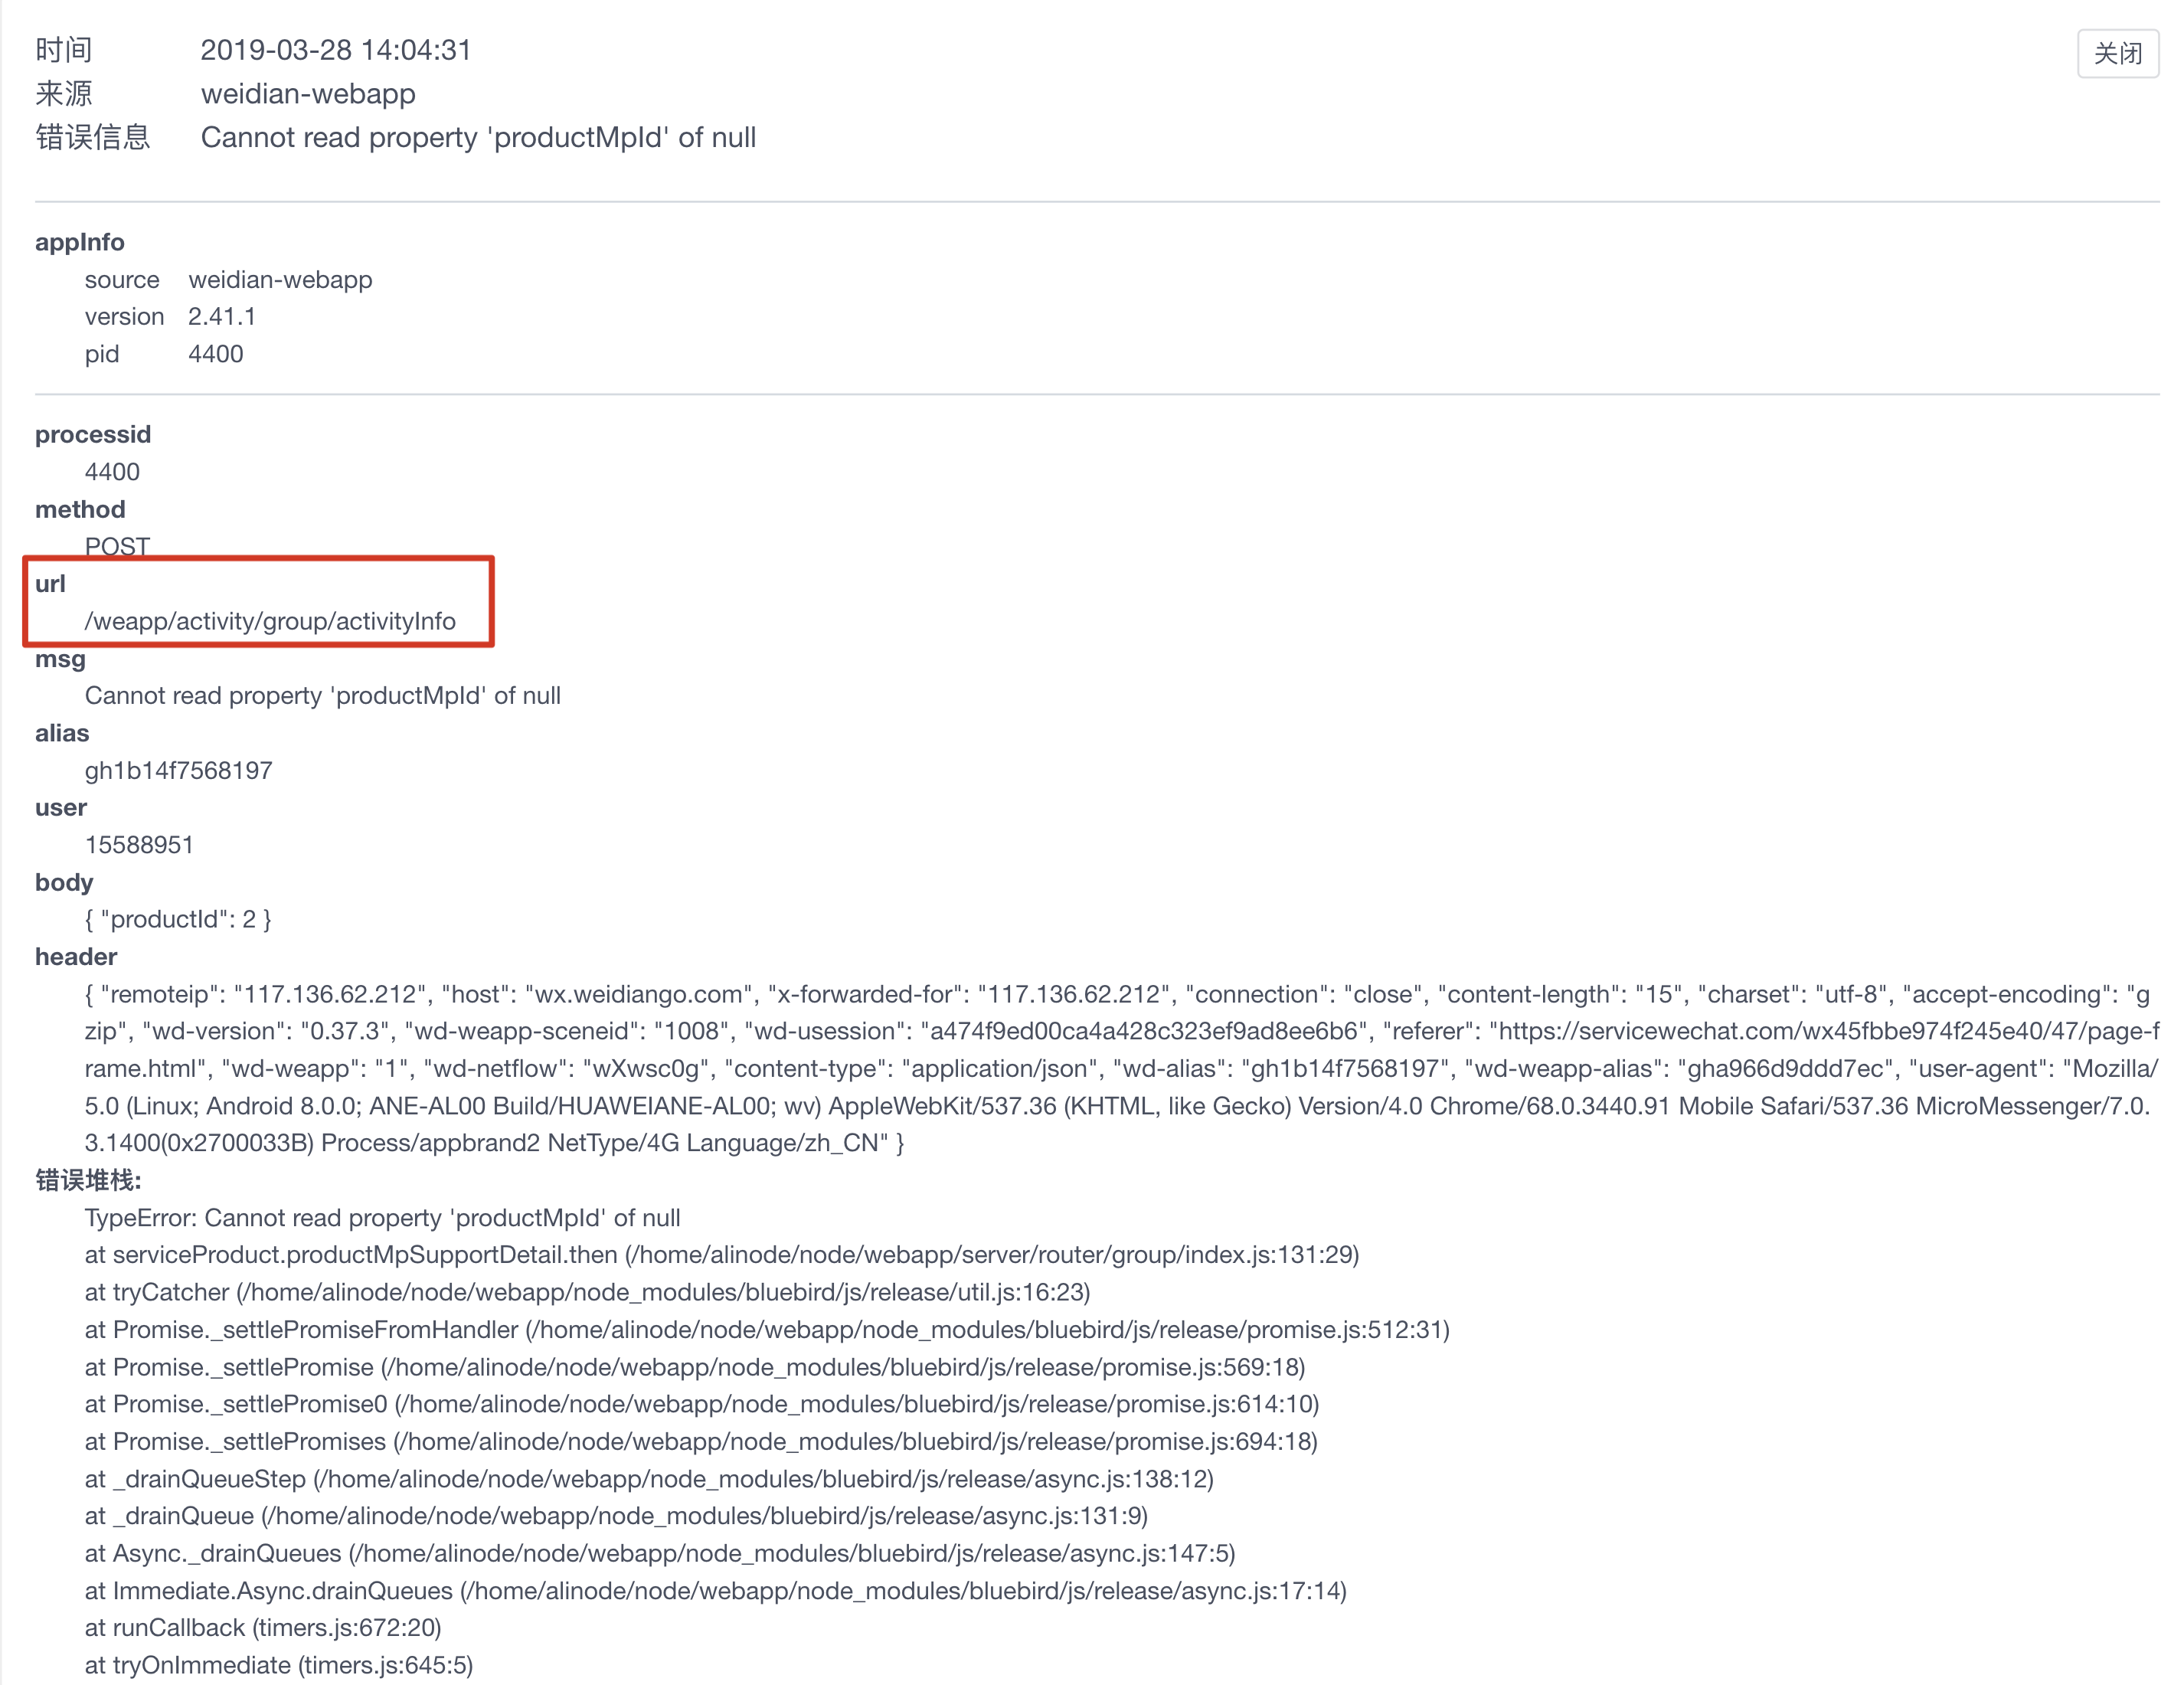 时间 2019-03-28 14:04:31
关闭
来源 weidian-webapp
错误信息 Cannot read property 'productMpId' of null
appInfo
source weidian-webapp
version 2.41.1
pid 4400
processid
4400
method
POST
url
/weapp/activity/group/activityInfo
msg
Cannot read property 'productMpId' of null
alias
gh1b14f7568197
user
15588951
body
{ "productId": 2 }
header
{ "remoteip": "117.136.62.212", "host": "wx.weidiango.com", "x-forwarded-for": "117.136.62.212", "connection": "close", "content-length": "15", "charset": "utf-8", "accept-encoding": "g
zip", "wd-version": "0.37.3", "wd-weapp-sceneid": "1008", "wd-usession": "a474f9ed00ca4a428c323ef9ad8ee6b6", "referer": "https://servicewechat.com/wx45fbbe974f245e40/47/page-f
rame.html", "wd-weapp": "1", "wd-netflow": "wXwsc0g", "content-type": "application/json", "wd-alias": "gh1b14f7568197", "wd-weapp-alias": "gha966d9ddd7ec", "user-agent": "Mozilla/
5.0 (Linux; Android 8.0.0; ANE-AL00 Build/HUAWEIANE-AL00; wv) AppleWebKit/537.36 (KHTML, like Gecko) Version/4.0 Chrome/68.0.3440.91 Mobile Safari/537.36 MicroMessenger/7.0.
3.1400(0x2700033B) Process/appbrand2 NetType/4G Language/zh_CN" }
错误堆栈:
TypeError: Cannot read property 'productMpId' of null
at serviceProduct.productMpSupportDetail.then (/home/alinode/node/webapp/server/router/group/index.js:131:29)
at tryCatcher (/home/alinode/node/webapp/node_modules/bluebird/js/release/util.js:16:23)
at Promise._settlePromiseFromHandler (/home/alinode/node/webapp/node_modules/bluebird/js/release/promise.js:512:31)
at Promise._settlePromise (/home/alinode/node/webapp/node_modules/bluebird/js/release/promise.js:569:18)
at Promise._settlePromise0 (/home/alinode/node/webapp/node_modules/bluebird/js/release/promise.js:614:10)
at Promise._settlePromises (/home/alinode/node/webapp/node_modules/bluebird/js/release/promise.js:694:18)
at _drainQueueStep (/home/alinode/node/webapp/node_modules/bluebird/js/release/async.js:138:12)
at _drainQueue (/home/alinode/node/webapp/node_modules/bluebird/js/release/async.js:131:9)
at Async._drainQueues (/home/alinode/node/webapp/node_modules/bluebird/js/release/async.js:147:5)
at Immediate.Async.drainQueues (/home/alinode/node/webapp/node_modules/bluebird/js/release/async.js:17:14)
at runCallback (timers.js:672:20)
at tryOnImmediate (timers.js:645:5)